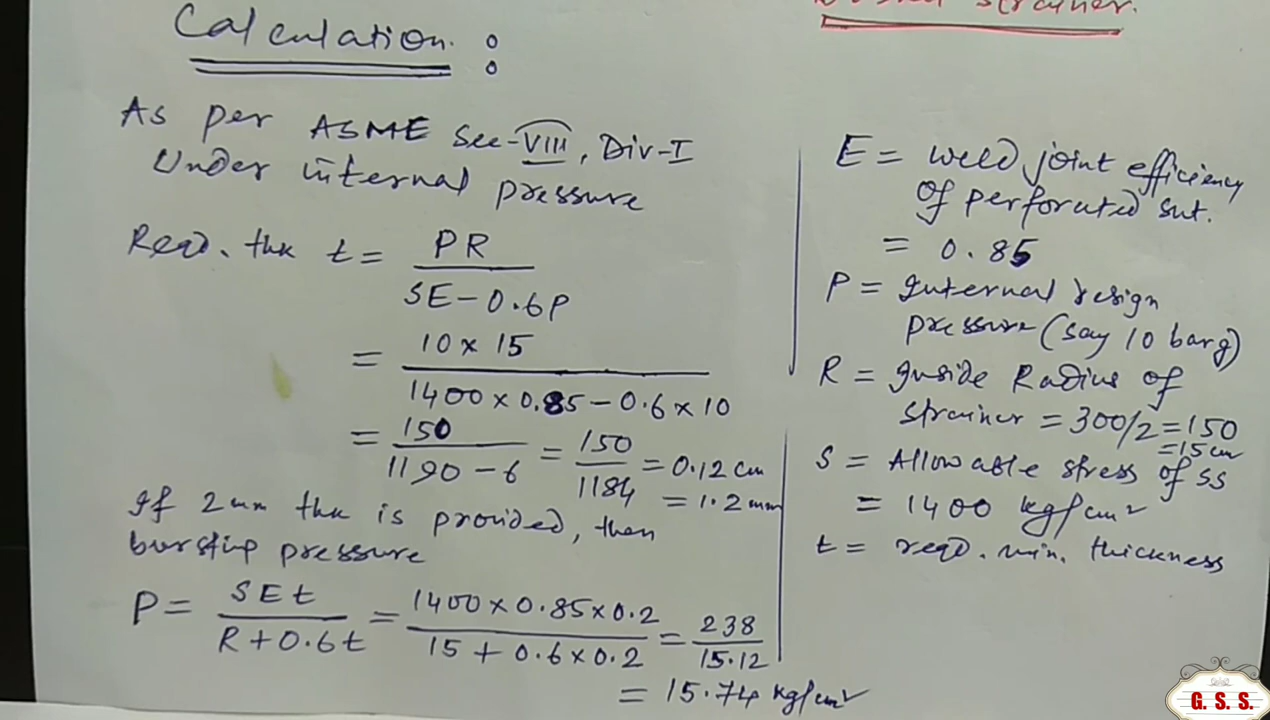 Calculation :
strainer.
As per ASME Sec-VIII, Div-I
Under internal pressure
Reqd. thk t = PR / SE - 0.6P
= 10 x 15 / 1400 x 0.85 - 0.6 x 10
= 150 / 1190 - 6 = 150 / 1184 = 0.12 cm
= 1.2 mm
If 2mm thk is provided, then
bursting pressure
P = SEt / R + 0.6t = 1400 x 0.85 x 0.2 / 15 + 0.6 x 0.2 = 238 / 15.12
= 15.74 kgf/cm²
E = weld joint efficiency
of perforated sht.
= 0.85
P = Internal design
pressure (say 10 barg)
R = Inside Radius of
strainer = 300/2 = 150
= 15 cm
S = Allowable stress of SS
= 1400 kgf/cm²
t = reqd. min. thickness
G. S. S.